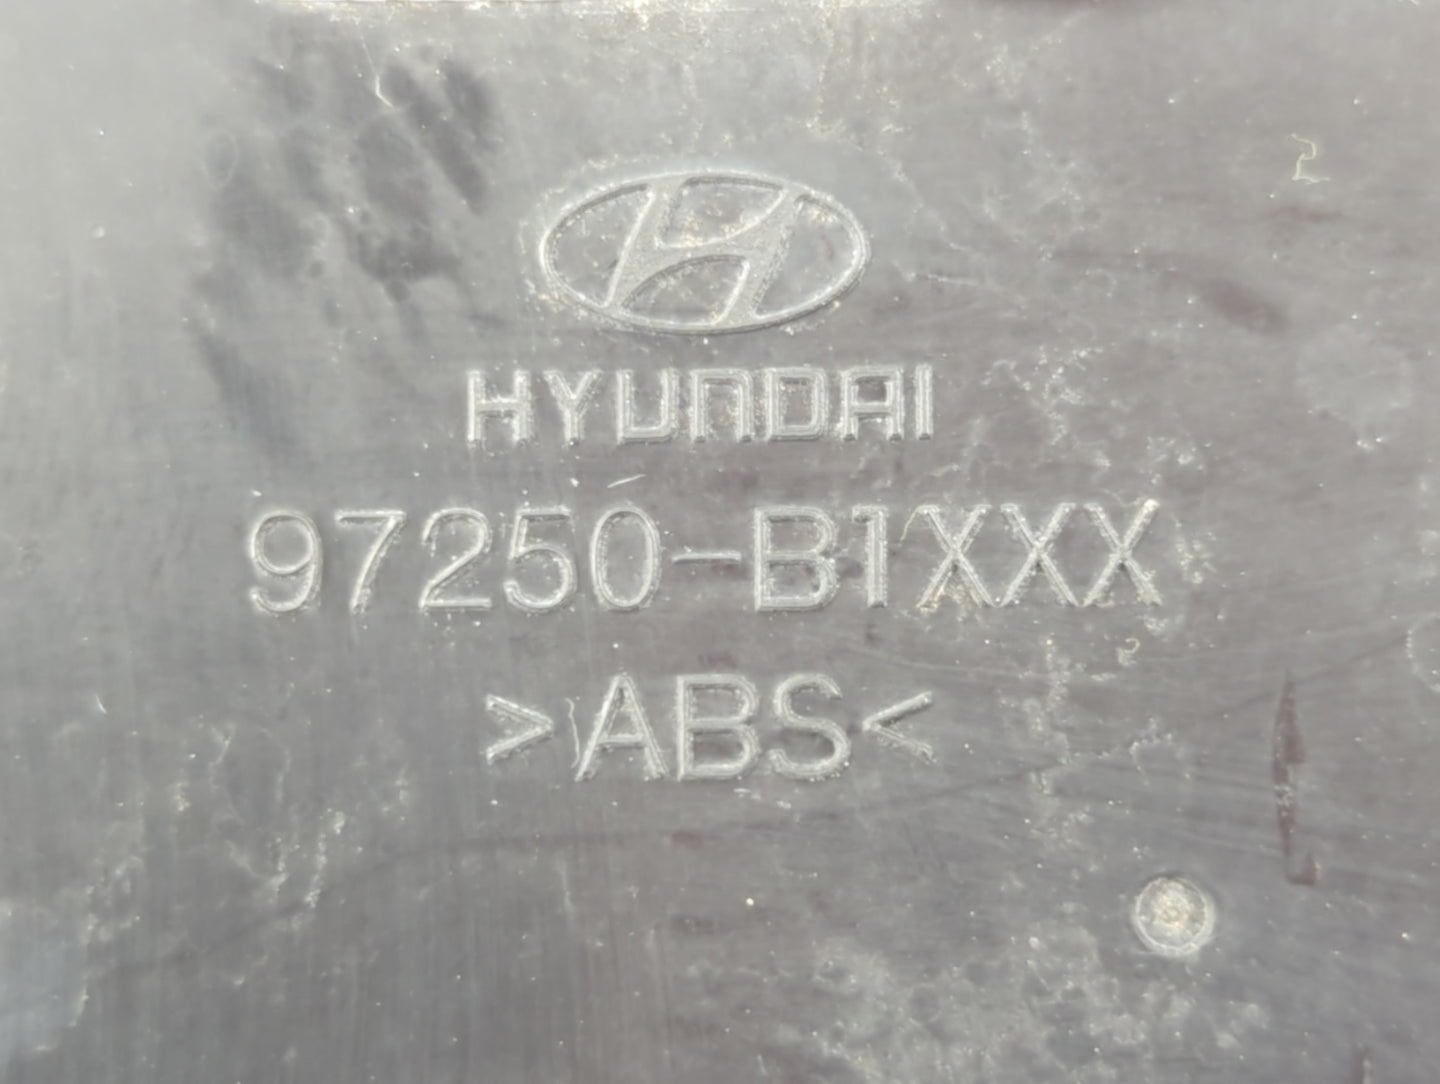 HYUNDAI
97250-B1XXX
>ABS<